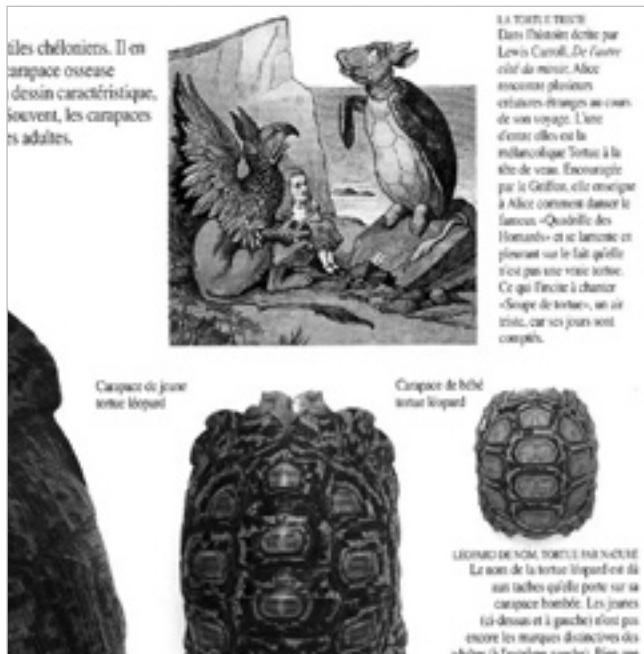 tiles chéloniens. Il en
carapace osseuse
dessin caractéristique,
Souvent, les carapaces
es adultes.
LA TORTUE TRISTE
Dans l'histoire écrite par
Lewis Carroll, De l'autre
côté du miroir, Alice
rencontre plusieurs
créatures étranges au cours
de son voyage. L'une
d'entre elles est la
mélancolique Tortue à la
tête de veau. Encouragée
par le Griffon, elle enseigne
à Alice comment danser le
fameux «Quadrille des
Homards» et se lamente en
pleurant sur le fait qu'elle
n'est pas une vraie tortue.
Ce qui l'incite à chanter
«Soupe de tortue», un air
triste, car ses jours sont
comptés.
Carapace de jeune
tortue léopard
Carapace de bébé
tortue léopard
LÉOPARD DE NOM, TORTUE PAR NATURE
Le nom de la tortue léopard est dû
aux taches qu'elle porte sur sa
carapace bombée. Les jeunes
(ci-dessus et à gauche) n'ont pas
encore les marques distinctives des
adultes (à l'extrême gauche).